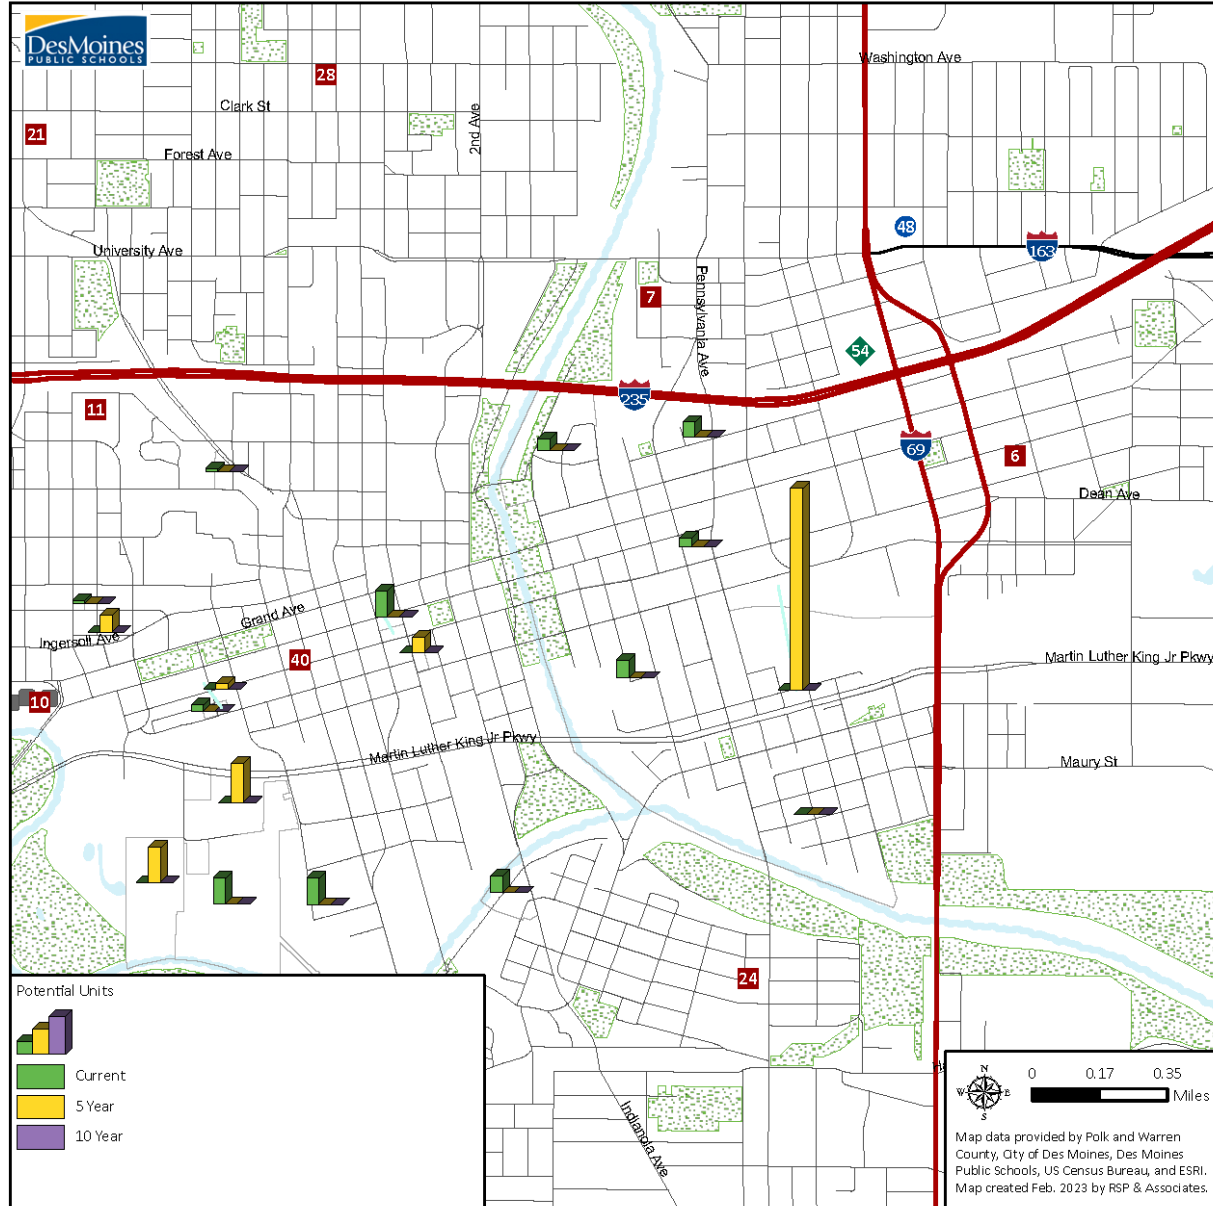 DesMoines
PUBLIC SCHOOLS
Washington Ave
28
Clark St
2nd Ave
21
Forest Ave
48
University Ave
163
Pennsylvania Ave
7
54
235
11
69
6
Dean Ave
Grand Ave
Ingersoll Ave
40
Martin Luther King Jr Pkwy
10
Martin Luther King Jr Pkwy
Maury St
24
Indianola Ave
Potential Units
Current
5 Year
10 Year
N
W E
S
0 0.17 0.35
Miles
Map data provided by Polk and Warren
County, City of Des Moines, Des Moines
Public Schools, US Census Bureau, and ESRI.
Map created Feb. 2023 by RSP & Associates.